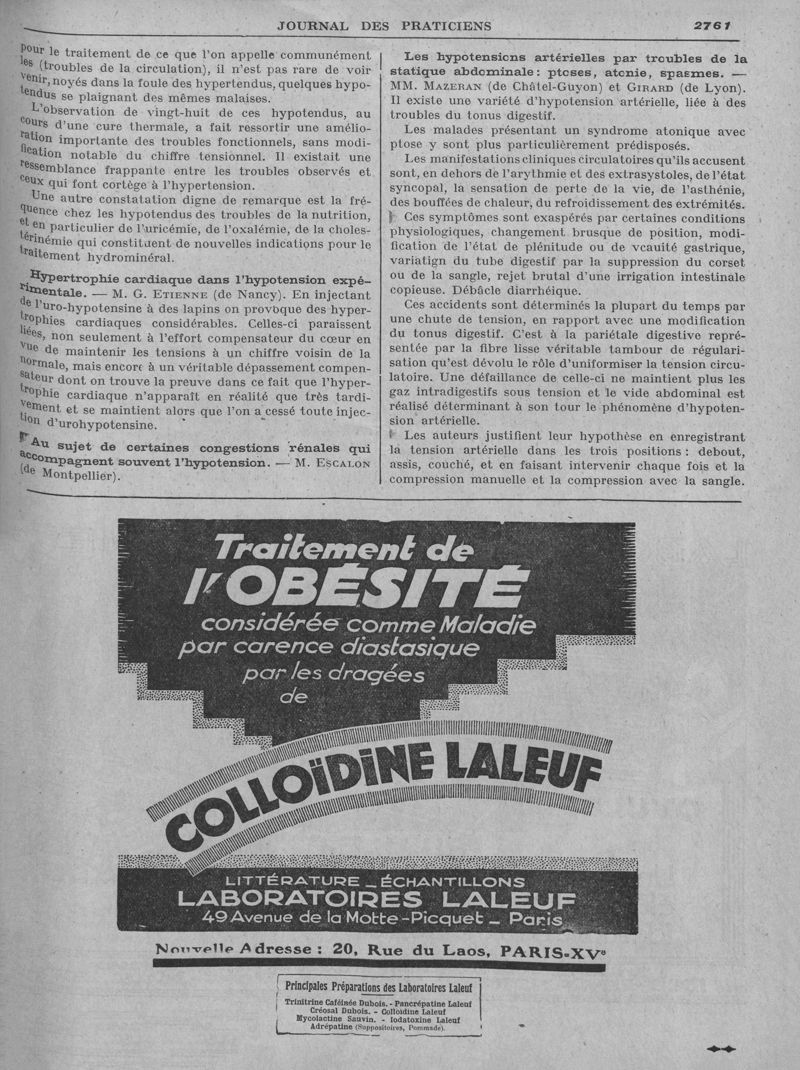 JOURNAL DES PRATICIENS 2761
pour le traitement de ce que l'on appelle communément
les (troubles de la circulation), il n'est pas rare de voir
venir, noyés dans la foule des hypertendus, quelques hypo-
tendus se plaignant des mêmes malaises.
L'observation de vingt-huit de ces hypotendus, au
cours d'une cure thermale, a fait ressortir une amélio-
ration importante des troubles fonctionnels, sans modi-
fication notable du chiffre tensionnel. Il existait une
ressemblance frappante entre les troubles observés et
ceux qui font cortège à l'hypertension.
Une autre constatation digne de remarque est la fré-
quence chez les hypotendus des troubles de la nutrition,
et en particulier de l'uricémie, de l'oxalémie, de la choles-
térinémie qui constituent de nouvelles indications pour le
traitement hydrominéral.
Hypertrophie cardiaque dans l'hypotension expé-
rimentale. — M. G. ETIENNE (de Nancy). En injectant
de l'uro-hypotensine à des lapins on provoque des hyper-
trophies cardiaques considérables. Celles-ci paraissent
liées, non seulement à l'effort compensateur du cœur en
vue de maintenir les tensions à un chiffre voisin de la
normale, mais encore à un véritable dépassement compen-
sateur dont on trouve la preuve dans ce fait que l'hyper-
trophie cardiaque n'apparaît en réalité que très tardi-
vement et se maintient alors que l'on a cessé toute injec-
tion d'urohypotensine.
Au sujet de certaines congestions rénales qui
accompagnent souvent l'hypotension. — M. ESCALON
(de Montpellier).
Les hypotensions artérielles par troubles de la
statique abdominale : ptoses, atonie, spasmes. —
MM. MAZERAN (de Châtel-Guyon) et GIRARD (de Lyon).
Il existe une variété d'hypotension artérielle, liée à des
troubles du tonus digestif.
Les malades présentant un syndrome atonique avec
ptose y sont plus particulièrement prédisposés.
Les manifestations cliniques circulatoires qu'ils accusent
sont, en dehors de l'arythmie et des extrasystoles, de l'état
syncopal, la sensation de perte de la vie, de l'asthénie,
des bouffées de chaleur, du refroidissement des extrémités.
Ces symptômes sont exaspérés par certaines conditions
physiologiques, changement brusque de position, modi-
fication de l'état de plénitude ou de vcauité gastrique,
variatign du tube digestif par la suppression du corset
ou de la sangle, rejet brutal d'une irrigation intestinale
copieuse. Débâcle diarrhéique.
Ces accidents sont déterminés la plupart du temps par
une chute de tension, en rapport avec une modification
du tonus digestif. C'est à la pariétale digestive repré-
sentée par la fibre lisse véritable tambour de régulari-
sation qu'est dévolu le rôle d'uniformiser la tension circu-
latoire. Une défaillance de celle-ci ne maintient plus les
gaz intradigestifs sous tension et le vide abdominal est
réalisé déterminant à son tour le phénomène d'hypoten-
sion artérielle.
Les auteurs justifient leur hypothèse en enregistrant
la tension artérielle dans les trois positions : debout,
assis, couché, et en faisant intervenir chaque fois et la
compression manuelle et la compression avec la sangle.
Traitement de
l'OBÉSITÉ
considérée comme Maladie
par carence diastasique
par les dragées
de
COLLOÏDINE LALEUF
LITTÉRATURE _ ÉCHANTILLONS
LABORATOIRES LALEUF
49 Avenue de la Motte-Picquet _ Paris
Nouvelle Adresse : 20, Rue du Laos, PARIS-XVe
Principales Préparations des Laboratoires Laleuf
Trinitrine Caféinée Dubois. - Pancrépatine Laleuf
Créosal Dubois. - Colloïdine Laleuf
Mycolactine Sauvin. - Iodatoxine Laleuf
Adrépatine (Suppositoires, Pommade).